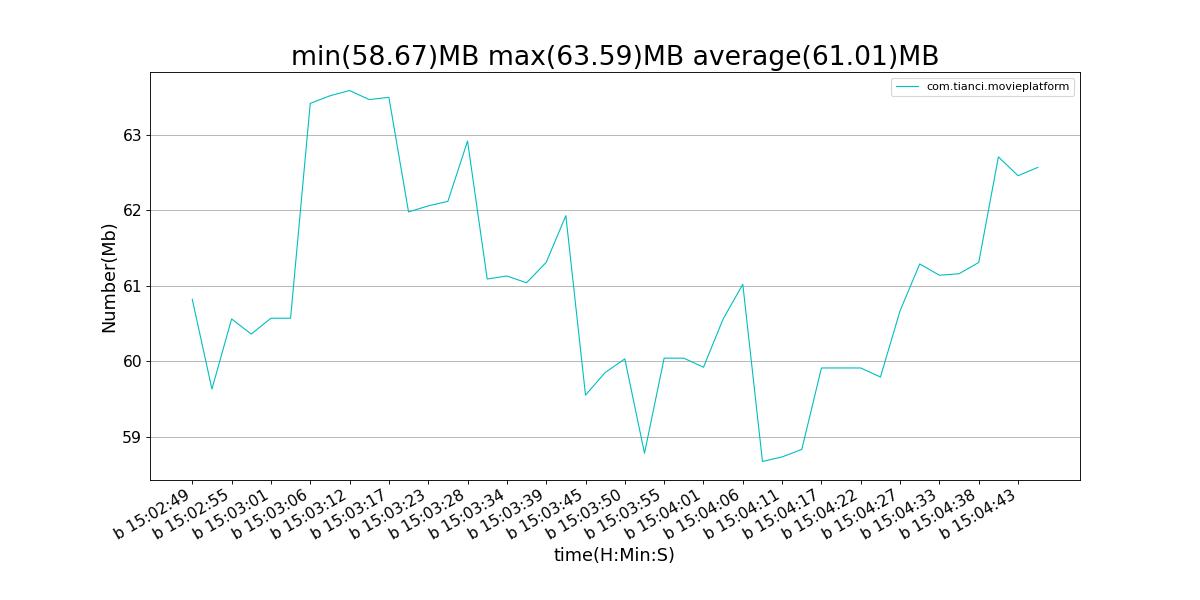 min(58.67)MB max(63.59)MB average(61.01)MB
com.tianci.movieplatform
63
62
61
60
59
Number(Mb)
b 15:02:49
b 15:02:55
b 15:03:01
b 15:03:06
b 15:03:12
b 15:03:17
b 15:03:23
b 15:03:28
b 15:03:34
b 15:03:39
b 15:03:45
b 15:03:50
b 15:03:55
b 15:04:01
b 15:04:06
b 15:04:11
b 15:04:17
b 15:04:22
b 15:04:27
b 15:04:33
b 15:04:38
b 15:04:43
time(H:Min:S)